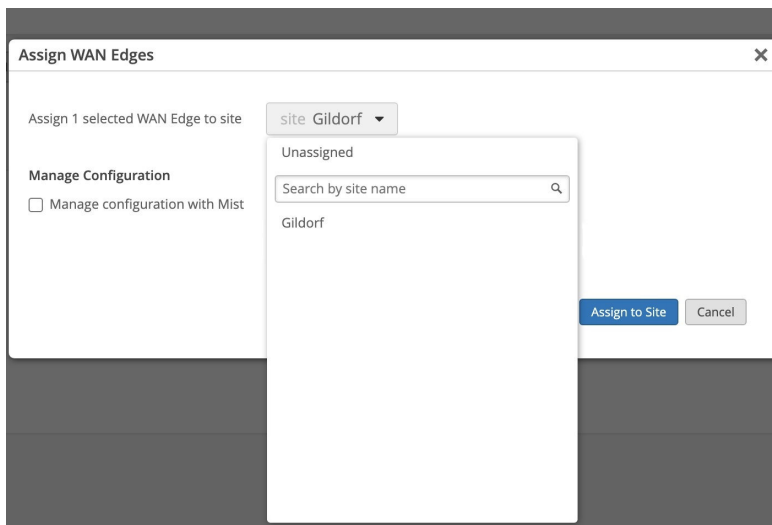 Assign WAN Edges
Assign 1 selected WAN Edge to site
site Gildorf
Unassigned
Manage Configuration
Search by site name
Manage configuration with Mist
Gildorf
Assign to Site
Cancel